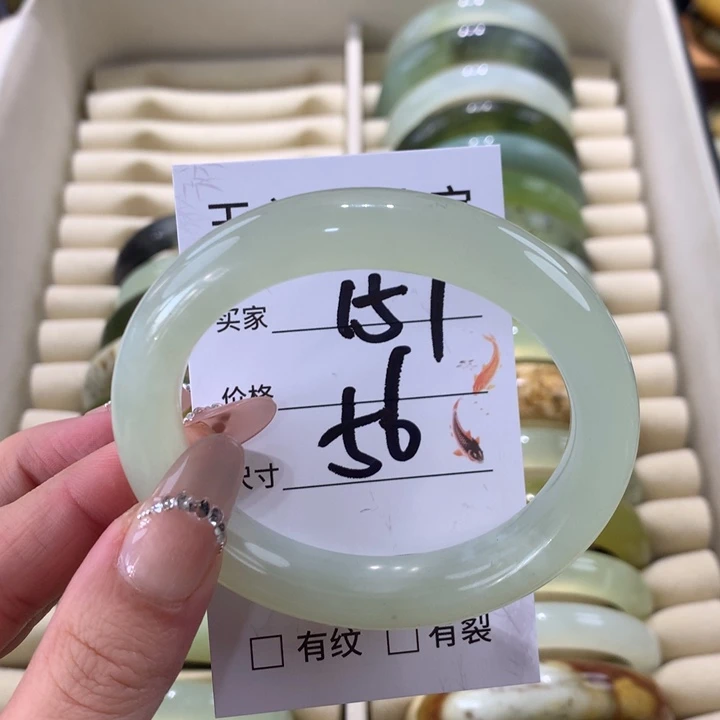 买家 151
价格
尺寸 56
□ 有纹 □ 有裂